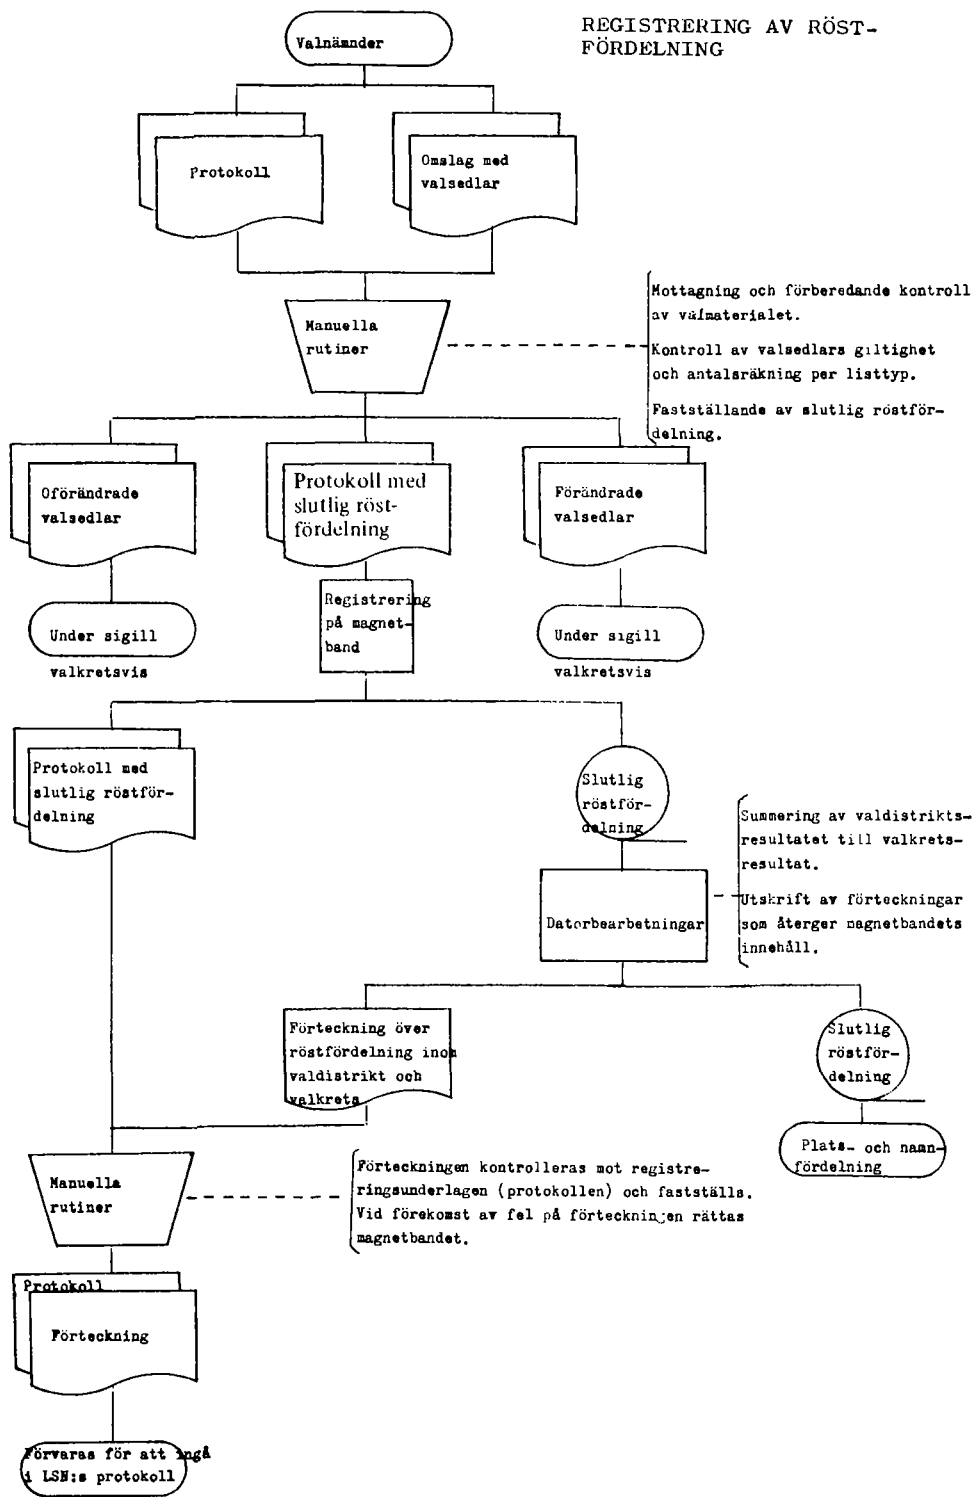 REGISTRERING AV RÖST-
FÖRDELNING
Valnämnder
Protokoll
Omslag med
valsedlar
Manuella
rutiner
Mottagning och förberedande kontroll
av valmaterialet.
Kontroll av valsedlars giltighet
och antalsräkning per listtyp.
Fastställande av slutlig röstför-
delning.
Oförändrade
valsedlar
Protokoll med
slutlig röst-
fördelning
Förändrade
valsedlar
Under sigill
valkretsvis
Registrering
på magnet-
band
Under sigill
valkretsvis
Protokoll med
slutlig röstför-
delning
Slutlig
röstför-
delning
Summering av valdistrikts-
resultatet till valkrets-
resultat.
Utskrift av förteckningar
som återger magnetbandets
innehåll.
Datorbearbetningar
Förteckning över
röstfördelning inom
valdistrikt och
valkrets
Slutlig
röstför-
delning
Plats- och namn-
fördelning
Manuella
rutiner
Förteckningen kontrolleras mot registre-
ringsunderlagen (protokollen) och fastställs.
Vid förekomst av fel på förteckningen rättas
magnetbandet.
Protokoll
Förteckning
Förvaras för att ingå
i LSN:s protokoll